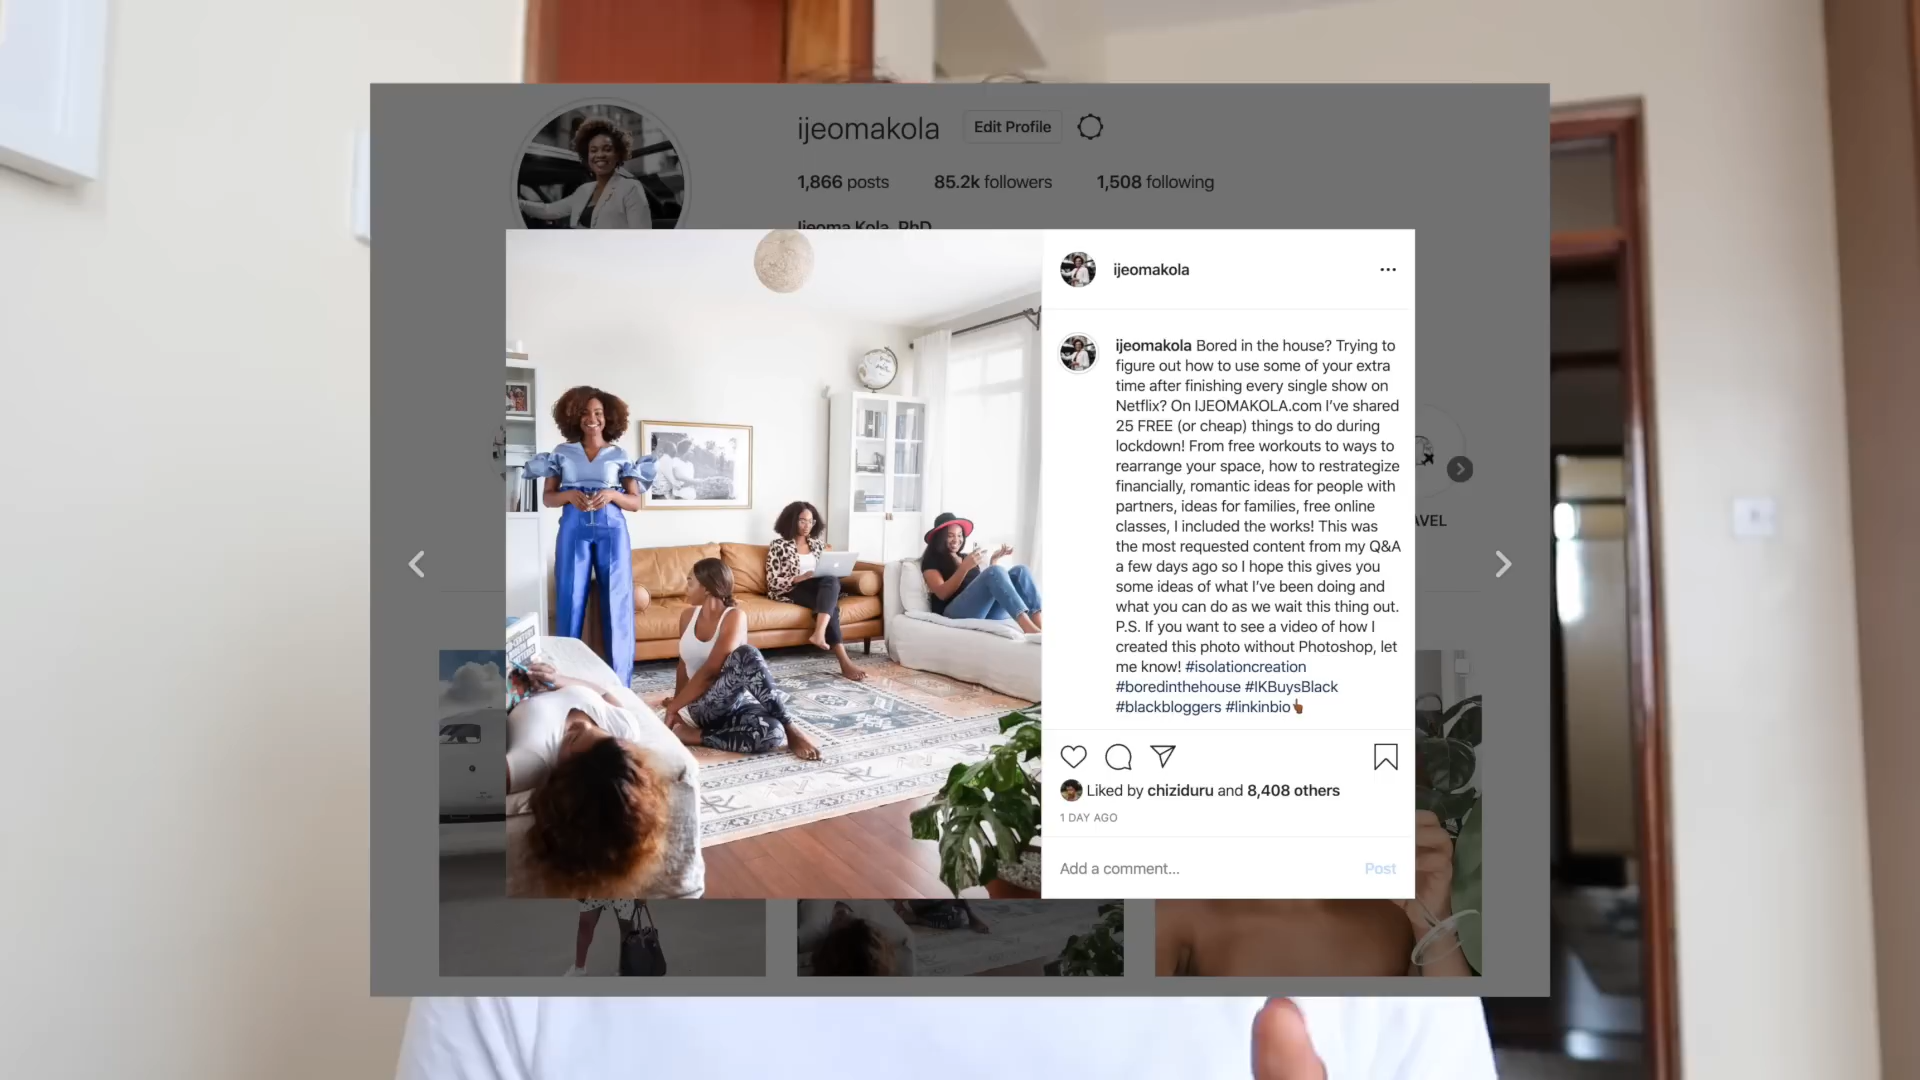 ijeomakola Edit Profile
1,866 posts 85.2k followers 1,508 following
Ijeoma Kola, PhD
ijeomakola
ijeomakola Bored in the house? Trying to
figure out how to use some of your extra
time after finishing every single show on
Netflix? On IJEOMAKOLA.com I’ve shared
25 FREE (or cheap) things to do during
lockdown! From free workouts to ways to
rearrange your space, how to restrategize
financially, romantic ideas for people with
partners, ideas for families, free online
classes, I included the works! This was
the most requested content from my Q&A
a few days ago so I hope this gives you
some ideas of what I’ve been doing and
what you can do as we wait this thing out.
P.S. If you want to see a video of how I
created this photo without Photoshop, let
me know! #isolationcreation
#boredinthehouse #IKBuysBlack
#blackbloggers #linkinbio👆🏾
AVEL
Liked by chiziduru and 8,408 others
1 DAY AGO
Add a comment... Post